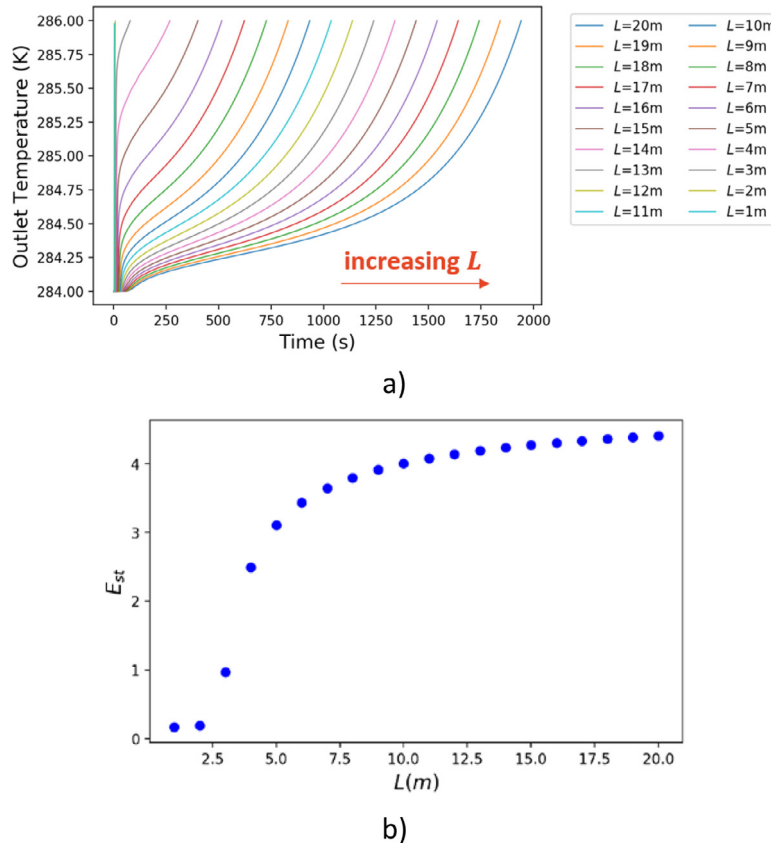 286.00
285.75
285.50
285.25
285.00
284.75
284.50
284.25
284.00
Outlet Temperature (K)
increasing L
0 250 500 750 1000 1250 1500 1750 2000
Time (s)
L=20m L=10m
L=19m L=9m
L=18m L=8m
L=17m L=7m
L=16m L=6m
L=15m L=5m
L=14m L=4m
L=13m L=3m
L=12m L=2m
L=11m L=1m
a)
4
3
2
1
0
E_st
2.5 5.0 7.5 10.0 12.5 15.0 17.5 20.0
L(m)
b)